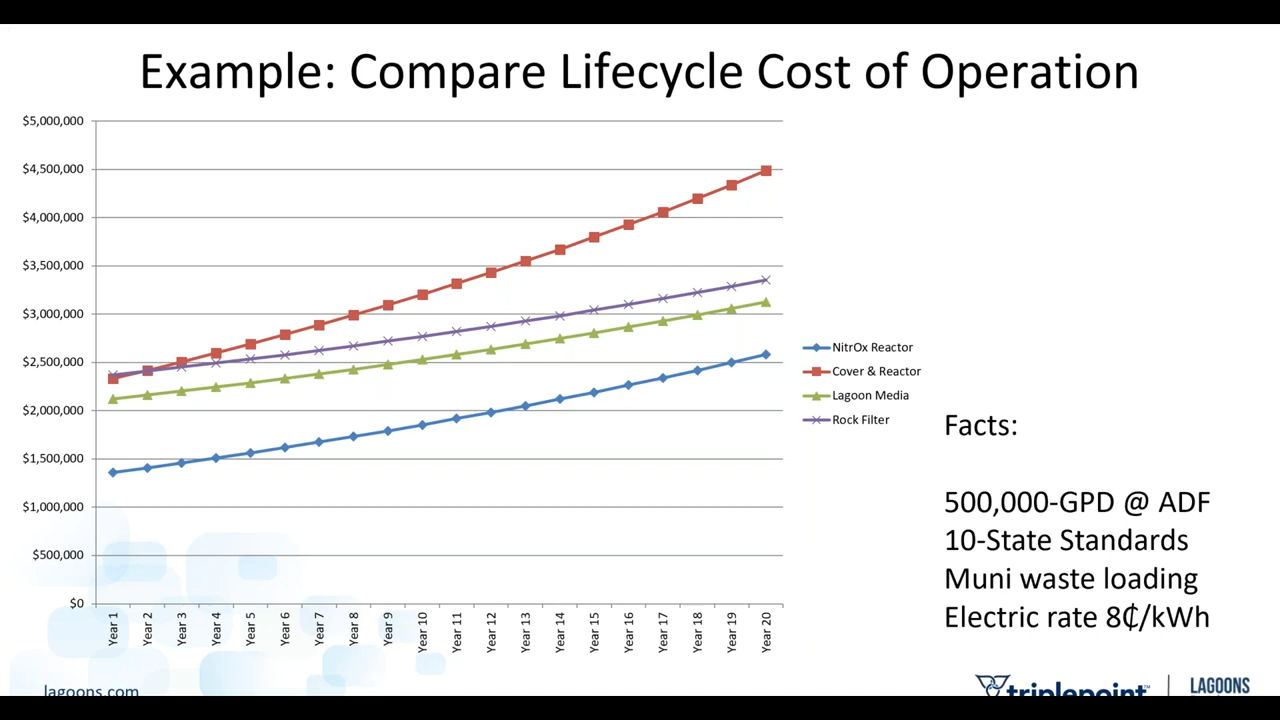 Example: Compare Lifecycle Cost of Operation
$5,000,000
$4,500,000
$4,000,000
$3,500,000
$3,000,000
$2,500,000
$2,000,000
$1,500,000
$1,000,000
$500,000
$0
Year 1
Year 2
Year 3
Year 4
Year 5
Year 6
Year 7
Year 8
Year 9
Year 10
Year 11
Year 12
Year 13
Year 14
Year 15
Year 16
Year 17
Year 18
Year 19
Year 20
NitrOx Reactor
Cover & Reactor
Lagoon Media
Rock Filter
Facts:
500,000-GPD @ ADF
10-State Standards
Muni waste loading
Electric rate 8₵/kWh
lagoons.com
triplepoint™
LAGOONS